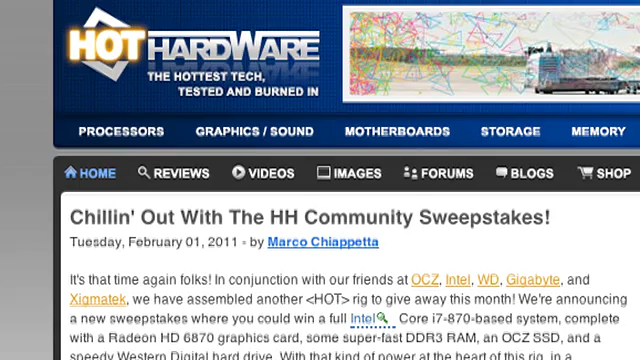 HOT HARDWARE
THE HOTTEST TECH,
TESTED AND BURNED IN
PROCESSORS GRAPHICS / SOUND MOTHERBOARDS STORAGE MEMORY
HOME REVIEWS VIDEOS IMAGES FORUMS BLOGS SHOP
Chillin' Out With The HH Community Sweepstakes!
Tuesday, February 01, 2011 - by Marco Chiappetta
It's that time again folks! In conjunction with our friends at OCZ, Intel, WD, Gigabyte, and
Xigmatek, we have assembled another <HOT> rig to give away this month! We're announcing
a new sweepstakes where you could win a full Intel Core i7-870-based system, complete
with a Radeon HD 6870 graphics card, some super-fast DDR3 RAM, an OCZ SSD, and a
speedy Western Digital hard drive. With that kind of power at the heart of this rig, in a